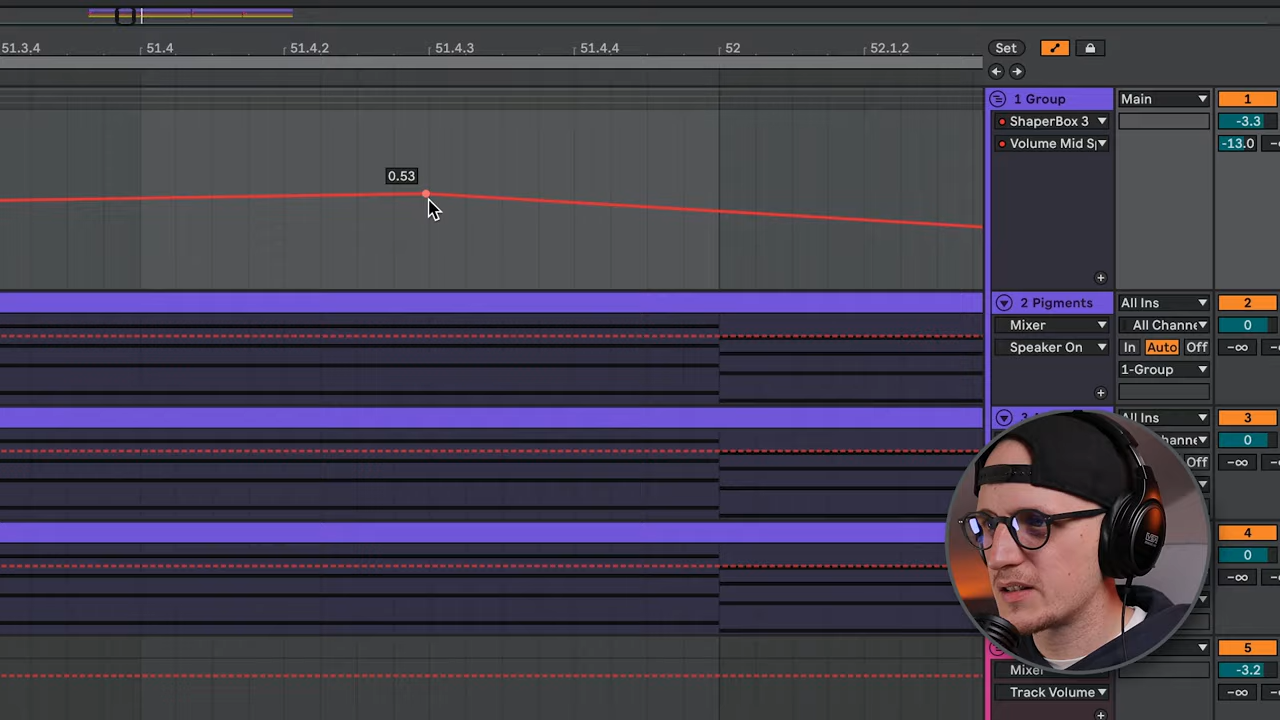 51.3.4 51.4 51.4.2 51.4.3 51.4.4 52 52.1.2 Set
1 Group Main 1
ShaperBox 3 -3.3
Volume Mid S -13.0
0.53
2 Pigments All Ins 2
Mixer All Channe 0
Speaker On In Auto Off -∞
1-Group
All Ins 3
hanne 0
Off -∞
4
0
-∞
5
Mixe -3.2
Track Volume -∞